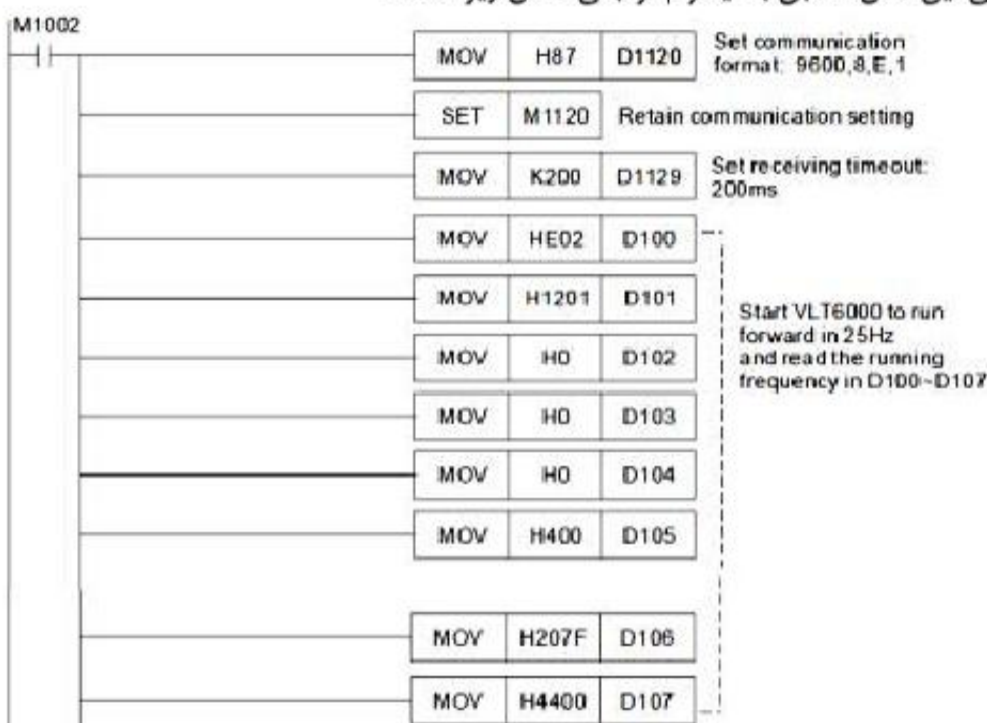 M1002
MOV H87 D1120
Set communication
format: 9600,8,E,1
SET M1120 Retain communication setting
MOV K200 D1129
Set receiving timeout:
200ms
MOV HE02 D100
MOV H1201 D101
MOV H0 D102
MOV H0 D103
MOV H0 D104
MOV H400 D105
MOV H207F D106
MOV H4400 D107
Start VLT6000 to run
forward in 25Hz
and read the running
frequency in D100~D107